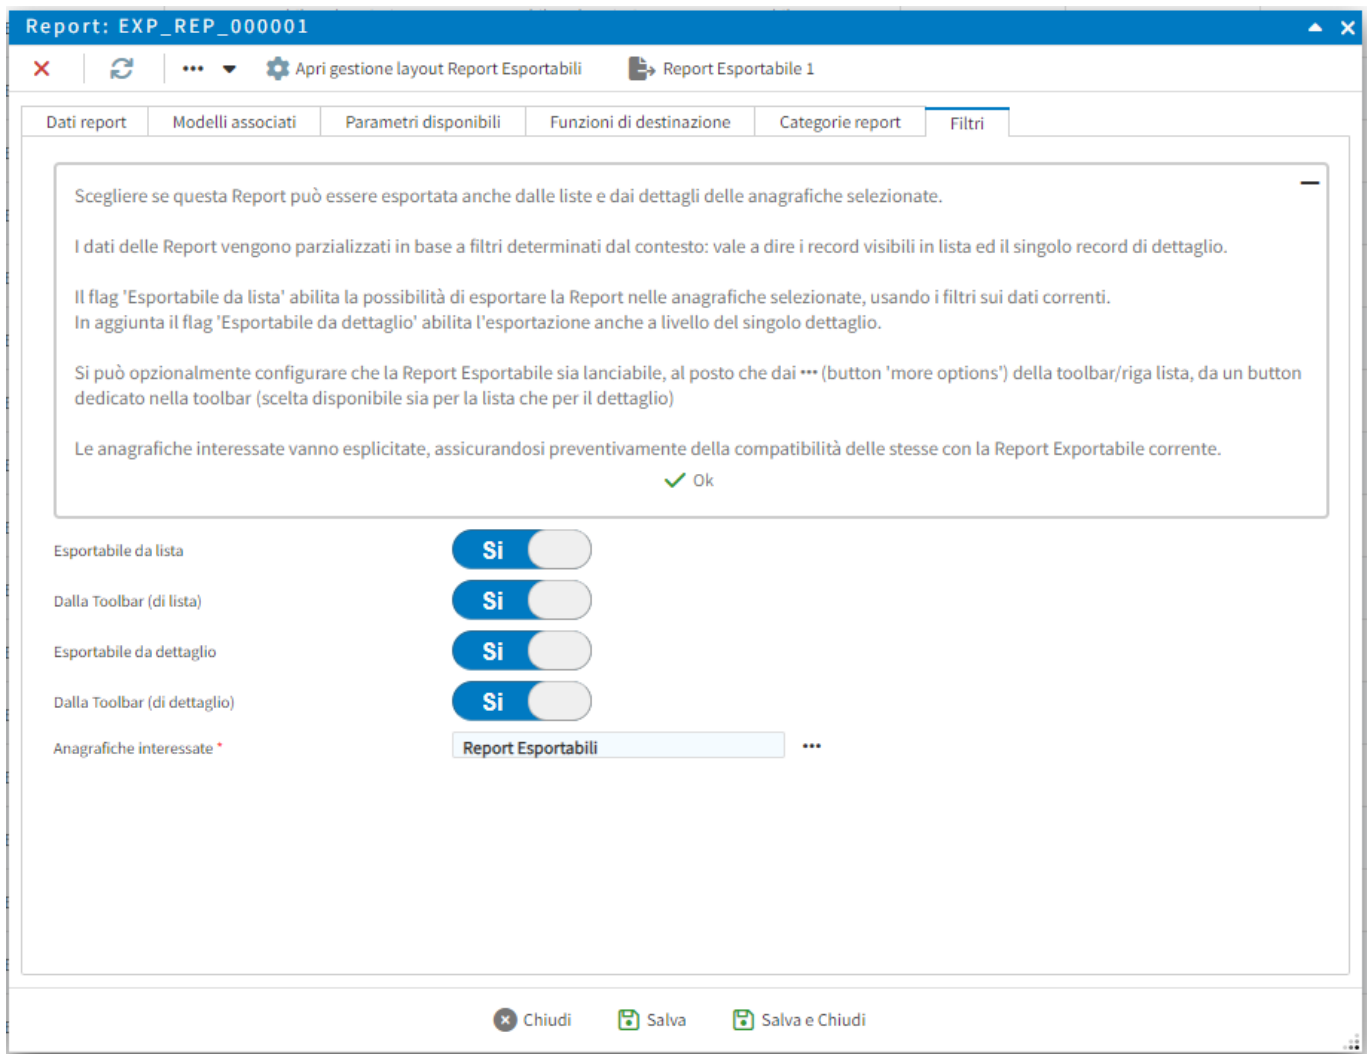 Report: EXP_REP_000001
Apri gestione layout Report Esportabili
Report Esportabile 1
Dati report
Modelli associati
Parametri disponibili
Funzioni di destinazione
Categorie report
Filtri
Scegliere se questa Report può essere esportata anche dalle liste e dai dettagli delle anagrafiche selezionate.
I dati delle Report vengono parzializzati in base a filtri determinati dal contesto: vale a dire i record visibili in lista ed il singolo record di dettaglio.
Il flag 'Esportabile da lista' abilita la possibilità di esportare la Report nelle anagrafiche selezionate, usando i filtri sui dati correnti.
In aggiunta il flag 'Esportabile da dettaglio' abilita l'esportazione anche a livello del singolo dettaglio.
Si può opzionalmente configurare che la Report Esportabile sia lanciabile, al posto che dai ••• (button 'more options') della toolbar/riga lista, da un button
dedicato nella toolbar (scelta disponibile sia per la lista che per il dettaglio)
Le anagrafiche interessate vanno esplicitate, assicurandosi preventivamente della compatibilità delle stesse con la Report Exportabile corrente.
Ok
Esportabile da lista
Si
Dalla Toolbar (di lista)
Si
Esportabile da dettaglio
Si
Dalla Toolbar (di dettaglio)
Si
Anagrafiche interessate *
Report Esportabili
Chiudi
Salva
Salva e Chiudi